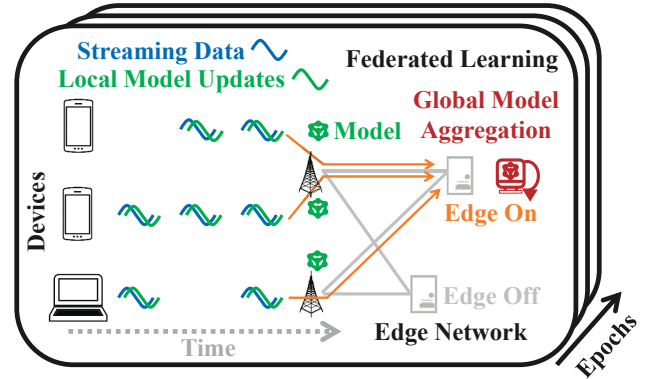 Streaming Data
Local Model Updates
Federated Learning
Global Model
Aggregation
Model
Devices
Edge On
Edge Off
Time
Edge Network
Epochs